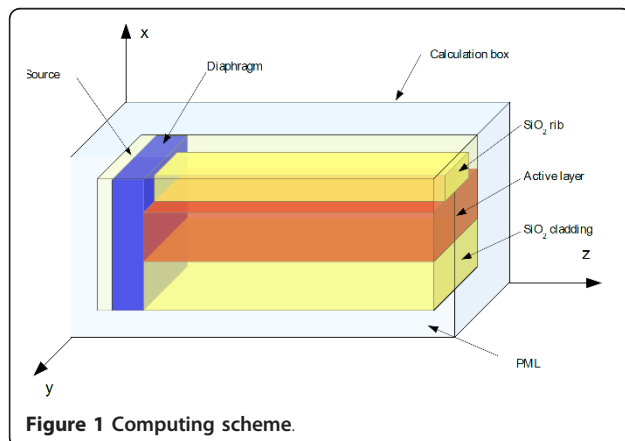 x
Calculation box
Diaphragm
Source
SiO₂ rib
Active layer
SiO₂ cladding
z
PML
y
Figure 1 Computing scheme.